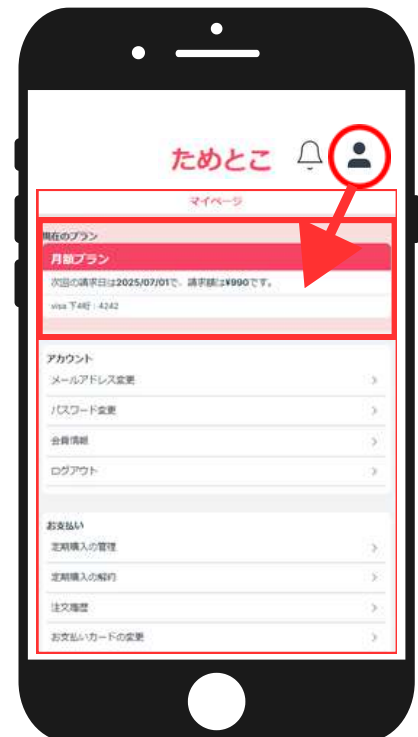 ためとこ
マイページ
現在のプラン
月額プラン
次回の請求日は2025/07/01で、請求額は¥990です。
visa 下4桁 : 4242
アカウント
メールアドレス変更
パスワード変更
会員情報
ログアウト
お支払い
定期購入の管理
定期購入の解約
注文履歴
お支払いカードの変更